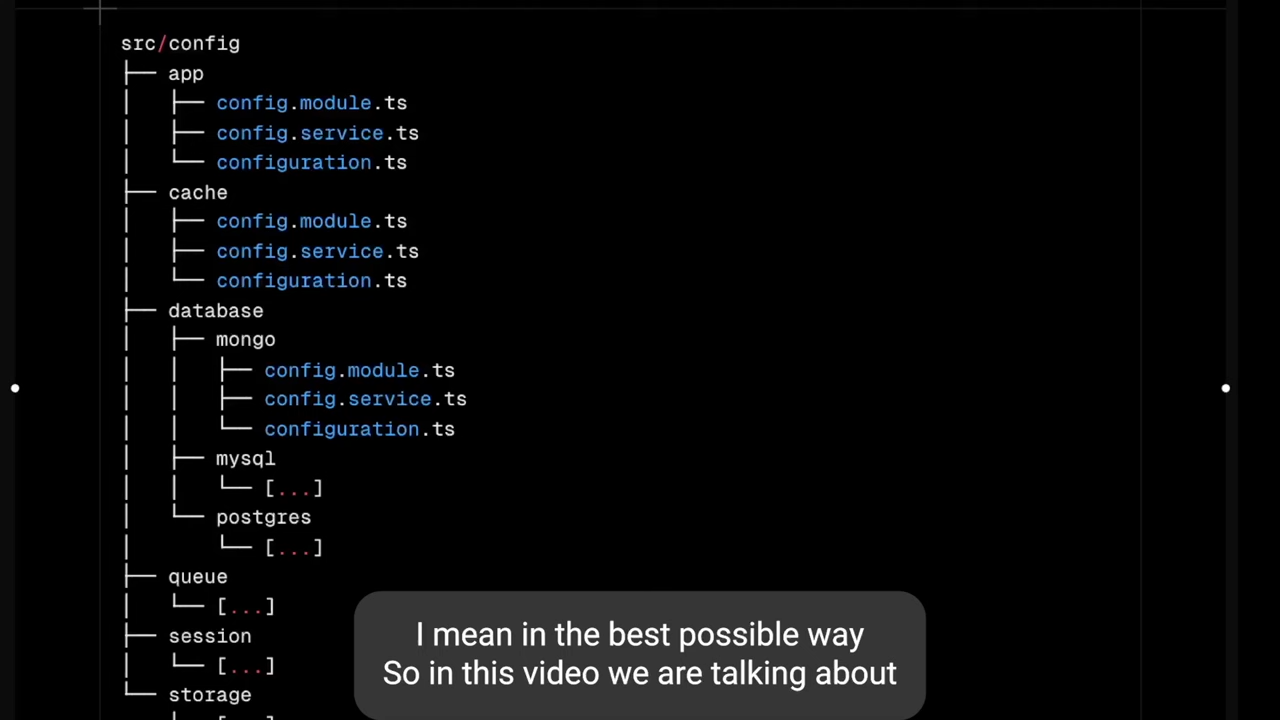 src/config
├── app
│   ├── config.module.ts
│   ├── config.service.ts
│   └── configuration.ts
├── cache
│   ├── config.module.ts
│   ├── config.service.ts
│   └── configuration.ts
├── database
│   ├── mongo
│   │   ├── config.module.ts
│   │   ├── config.service.ts
│   │   └── configuration.ts
│   ├── mysql
│   │   └── [...]
│   └── postgres
│       └── [...]
├── queue
│   └── [...]
├── session
│   └── [...]
└── storage
I mean in the best possible way
So in this video we are talking about